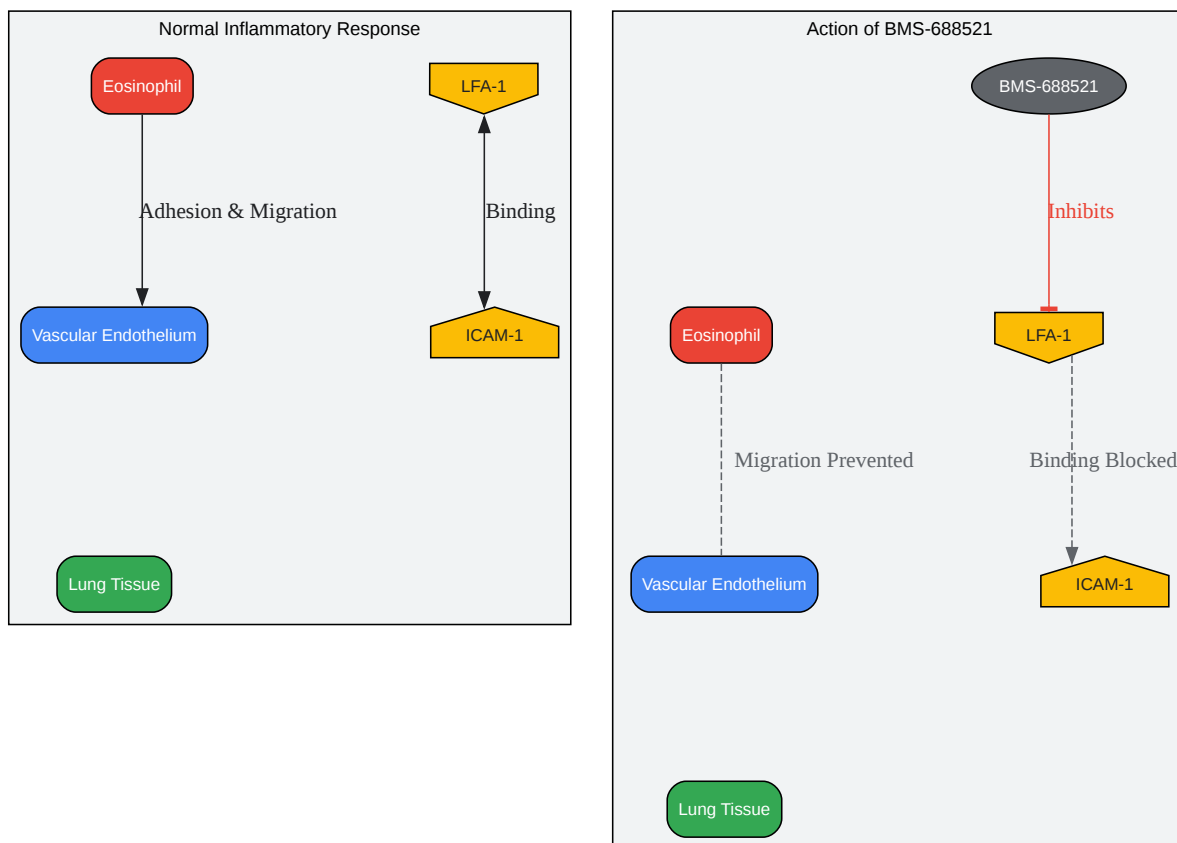 Normal Inflammatory Response
Eosinophil
LFA-1
Adhesion & Migration
Binding
Vascular Endothelium
ICAM-1
Lung Tissue
Action of BMS-688521
BMS-688521
Inhibits
Eosinophil
LFA-1
Migration Prevented
Binding Blocked
Vascular Endothelium
ICAM-1
Lung Tissue